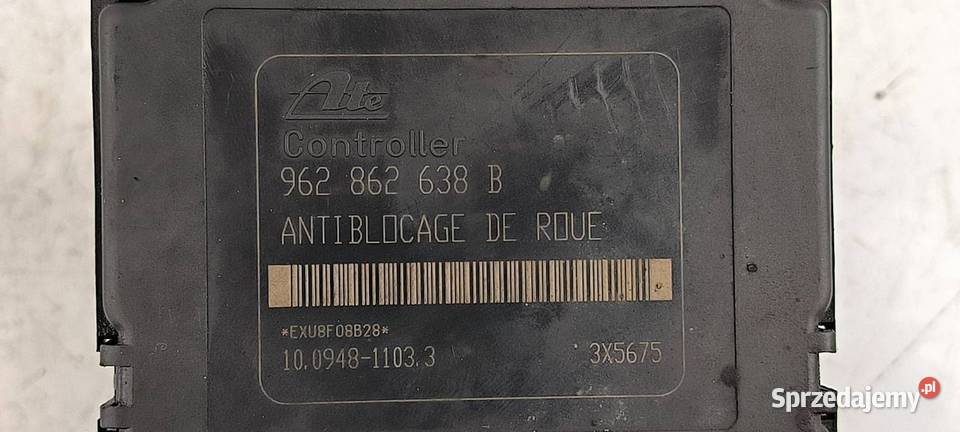 Ate
Controller
962 862 638 B
ANTIBLOCAGE DE ROUE
*EXU8F08B28*
10.0948-1103.3 3X5675
Sprzedajemy.pl